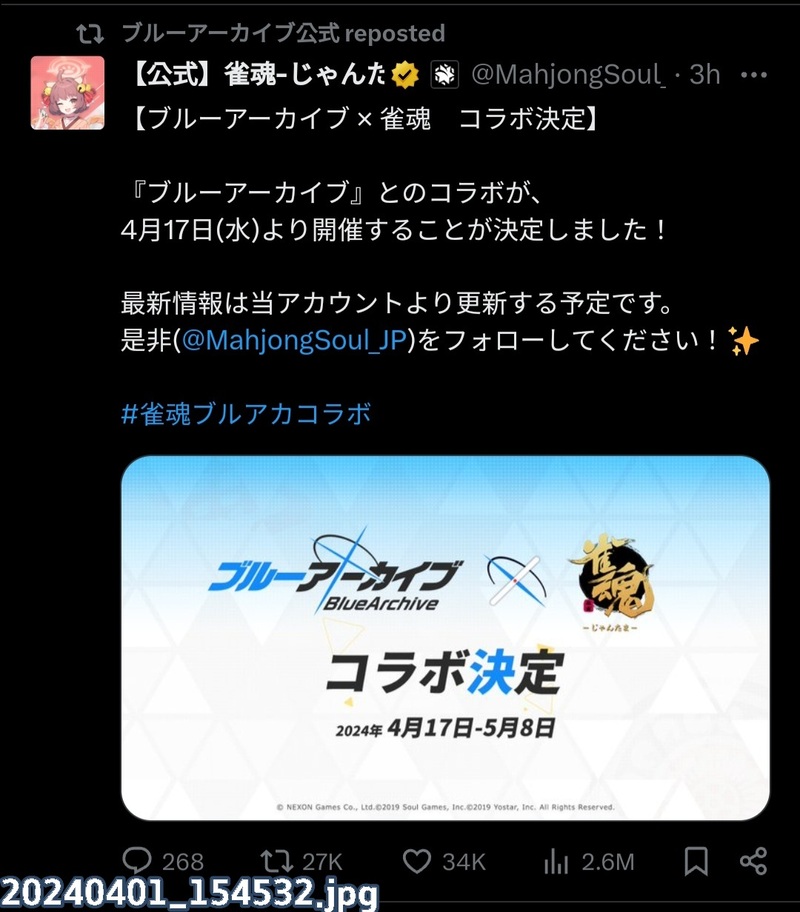 ブルーアーカイブ公式 reposted
【公式】雀魂-じゃんた @MahjongSoul_ · 3h
【ブルーアーカイブ × 雀魂　コラボ決定】
『ブルーアーカイブ』とのコラボが、
4月17日(水)より開催することが決定しました！
最新情報は当アカウントより更新する予定です。
是非(@MahjongSoul_JP)をフォローしてください！✨
#雀魂ブルアカコラボ
ブルーアーカイブ
BlueArchive
雀魂
－じゃんたま－
コラボ決定
2024年 4月17日-5月8日
© NEXON Games Co., Ltd.©2019 Soul Games, Inc.©2019 Yostar, Inc. All Rights Reserved.
268 27K 34K 2.6M
20240401_154532.jpg